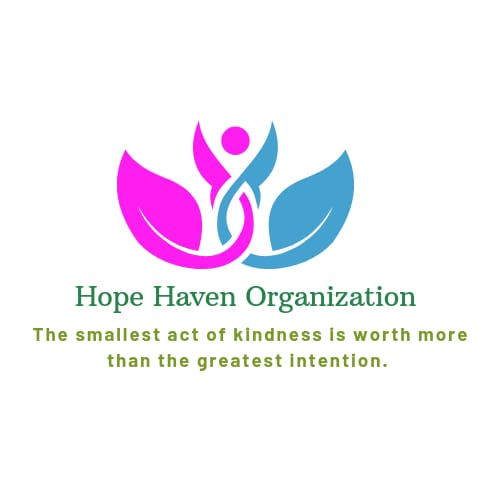 Hope Haven Organization
The smallest act of kindness is worth more
than the greatest intention.